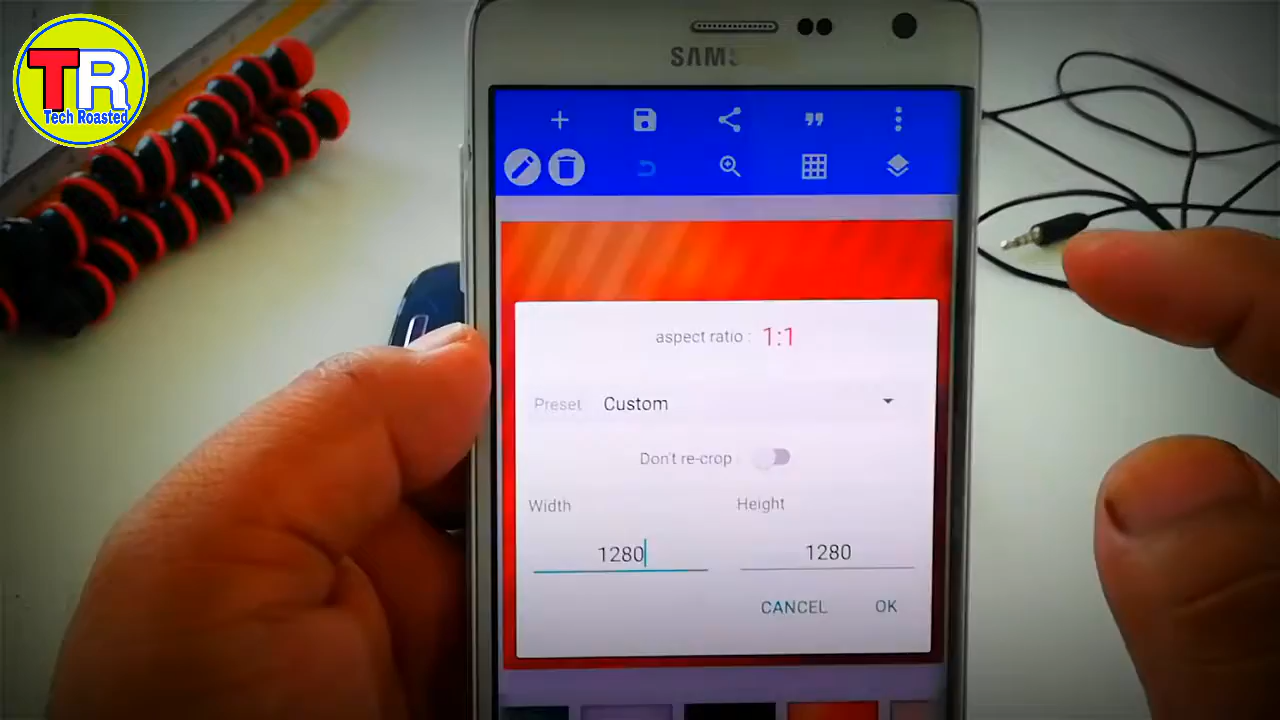 TR
Tech Roasted
SAMS
aspect ratio : 1:1
Preset Custom
Don't re-crop
Width Height
1280 1280
CANCEL OK